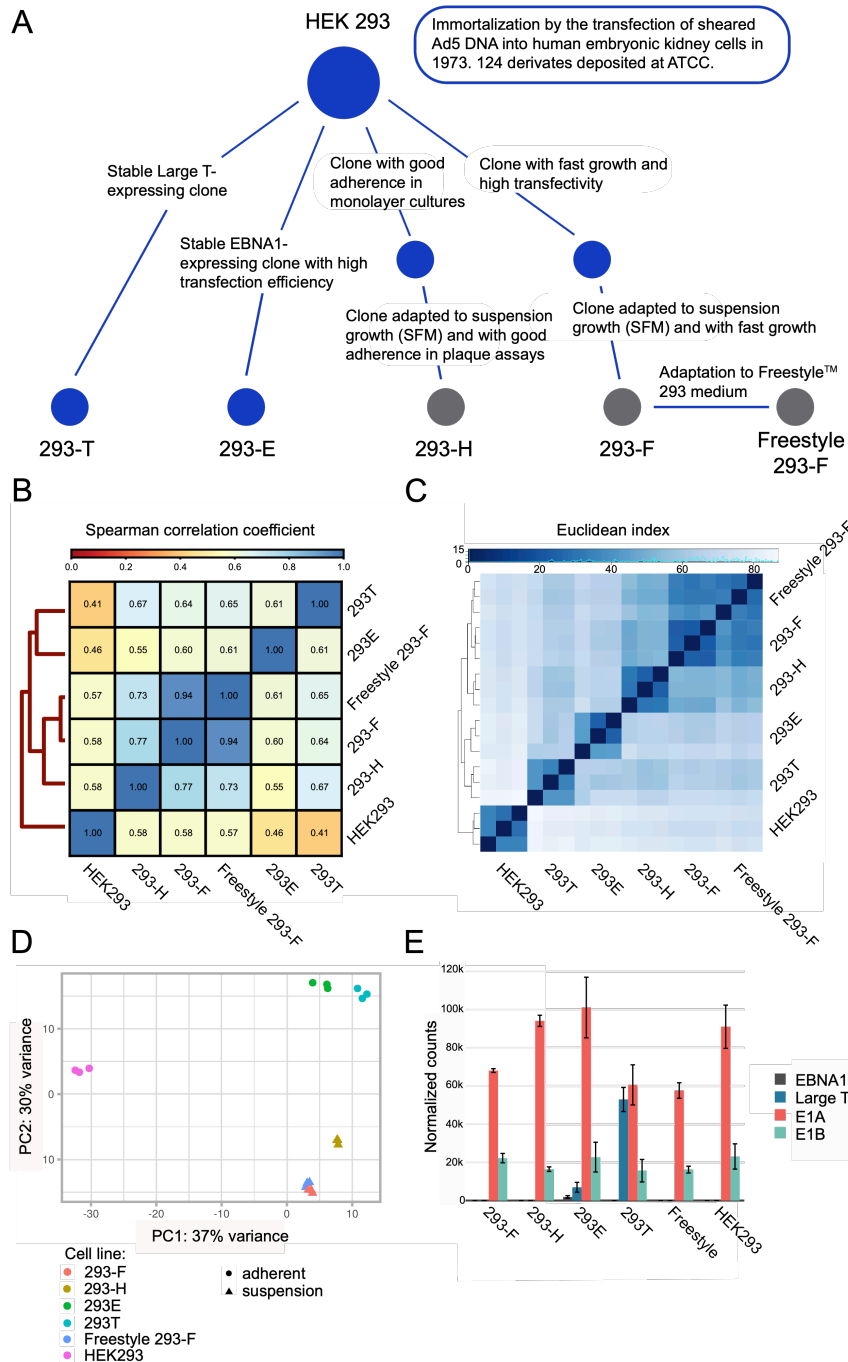 A
HEK 293
Immortalization by the transfection of sheared
Ad5 DNA into human embryonic kidney cells in
1973. 124 derivates deposited at ATCC.
Stable Large T-
expressing clone
Clone with good
adherence in
monolayer cultures
Clone with fast growth and
high transfectivity
Stable EBNA1-
expressing clone with high
transfection efficiency
Clone adapted to suspension
growth (SFM) and with good
adherence in plaque assays
Clone adapted to suspension
growth (SFM) and with fast growth
Adaptation to Freestyle™
293 medium
293-T
293-E
293-H
293-F
Freestyle
293-F
B
Spearman correlation coefficient
0.0 0.2 0.4 0.6 0.8 1.0
0.41 0.67 0.64 0.65 0.61 1.00 293T
0.46 0.55 0.60 0.61 1.00 0.61 293E
0.57 0.73 0.94 1.00 0.61 0.65 Freestyle 293-F
0.58 0.77 1.00 0.94 0.60 0.64 293-F
0.58 1.00 0.77 0.73 0.55 0.67 293-H
1.00 0.58 0.58 0.57 0.46 0.41 HEK293
HEK293 293-H 293-F Freestyle 293-F 293E 293T
C
Euclidean index
15
0
0 20 40 60 80
Freestyle 293-F
293-F
293-H
293E
293T
HEK293
HEK293 293T 293E 293-H 293-F Freestyle 293-F
D
PC2: 30% variance
10
0
10
-30 -20 -10 0 10
PC1: 37% variance
Cell line:
293-F
293-H
293E
293T
Freestyle 293-F
HEK293
adherent
suspension
E
Normalized counts
120k
100k
80k
60k
40k
20k
0
293-F 293-H 293E 293T Freestyle HEK293
EBNA1
Large T
E1A
E1B